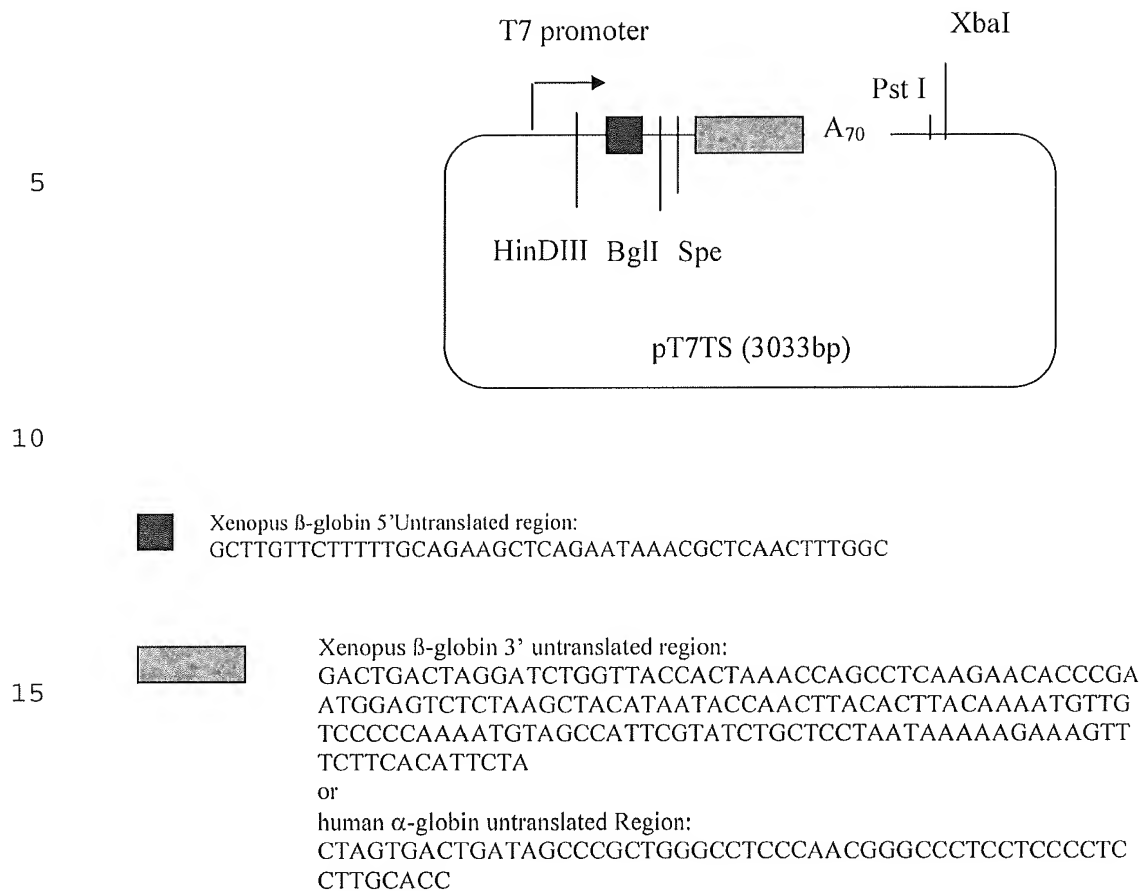 T7 promoter
XbaI
Pst I
A70
5
HinDIII BglI Spe
pT7TS (3033bp)
10
Xenopus ß-globin 5'Untranslated region:
GCTTGTTCTTTTTGCAGAAGCTCAGAATAAACGCTCAACTTTGGC
Xenopus ß-globin 3' untranslated region:
GACTGACTAGGATCTGGTTACCACTAAACCAGCCTCAAGAACACCCGA
15
ATGGAGTCTCTAAGCTACATAATACCAACTTACACTTACAAAATGTTG
TCCCCCAAAATGTAGCCATTCGTATCTGCTCCTAATAAAAAGAAAGTT
TCTTCACATTCTA
or
human α-globin untranslated Region:
CTAGTGACTGATAGCCCGCTGGGCCTCCCAACGGGCCCTCCTCCCCTC
CTTGCACC